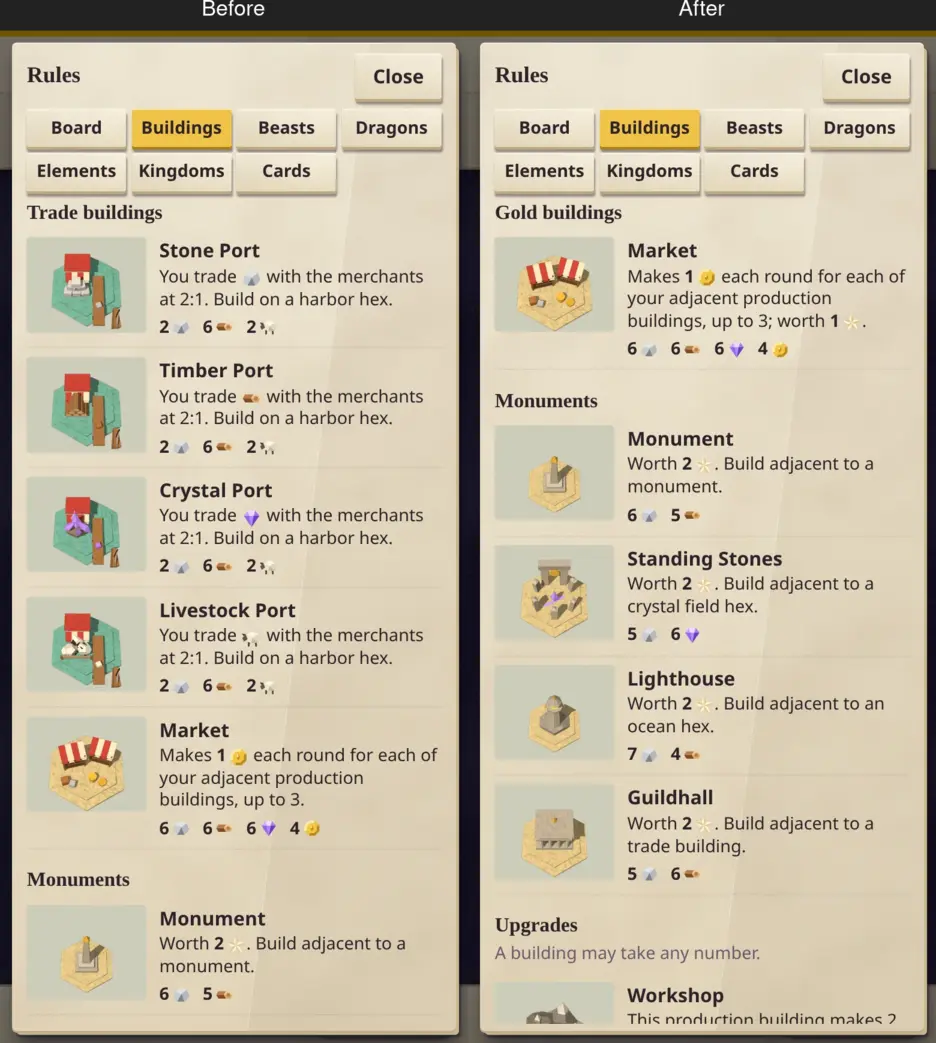 Before
Rules
Close
Board
Buildings
Beasts
Dragons
Elements
Kingdoms
Cards
Trade buildings
Stone Port
You trade with the merchants
at 2:1. Build on a harbor hex.
2 6 2
Timber Port
You trade with the merchants
at 2:1. Build on a harbor hex.
2 6 2
Crystal Port
You trade with the merchants
at 2:1. Build on a harbor hex.
2 6 2
Livestock Port
You trade with the merchants
at 2:1. Build on a harbor hex.
2 6 2
Market
Makes 1 each round for each of
your adjacent production
buildings, up to 3.
6 6 6 4
Monuments
Monument
Worth 2 . Build adjacent to a
monument.
6 5
After
Rules
Close
Board
Buildings
Beasts
Dragons
Elements
Kingdoms
Cards
Gold buildings
Market
Makes 1 each round for each of
your adjacent production
buildings, up to 3; worth 1 .
6 6 6 4
Monuments
Monument
Worth 2 . Build adjacent to a
monument.
6 5
Standing Stones
Worth 2 . Build adjacent to a
crystal field hex.
5 6
Lighthouse
Worth 2 . Build adjacent to an
ocean hex.
7 4
Guildhall
Worth 2 . Build adjacent to a
trade building.
5 6
Upgrades
A building may take any number.
Workshop
This production building makes 2